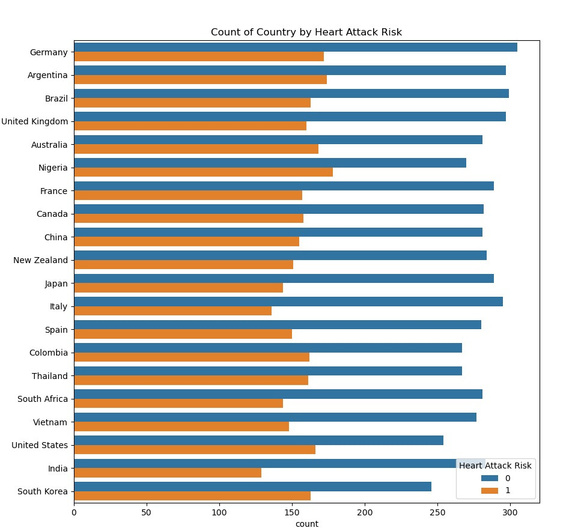 Count of Country by Heart Attack Risk
Germany
Argentina
Brazil
United Kingdom
Australia
Nigeria
France
Canada
China
New Zealand
Japan
Italy
Spain
Colombia
Thailand
South Africa
Vietnam
United States
India
South Korea
Heart Attack Risk
0
1
0 50 100 150 200 250 300
count